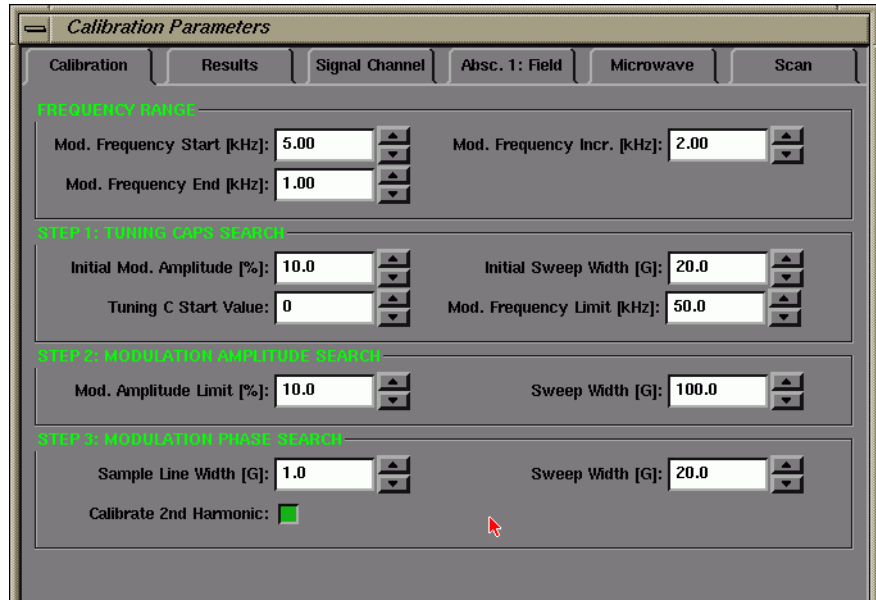 Calibration Parameters
Calibration Results Signal Channel Absc. 1: Field Microwave Scan
FREQUENCY RANGE
Mod. Frequency Start [kHz]: 5.00 Mod. Frequency Incr. [kHz]: 2.00
Mod. Frequency End [kHz]: 1.00
STEP 1: TUNING CAPS SEARCH
Initial Mod. Amplitude [%]: 10.0 Initial Sweep Width [G]: 20.0
Tuning C Start Value: 0 Mod. Frequency Limit [kHz]: 50.0
STEP 2: MODULATION AMPLITUDE SEARCH
Mod. Amplitude Limit [%]: 10.0 Sweep Width [G]: 100.0
STEP 3: MODULATION PHASE SEARCH
Sample Line Width [G]: 1.0 Sweep Width [G]: 20.0
Calibrate 2nd Harmonic: